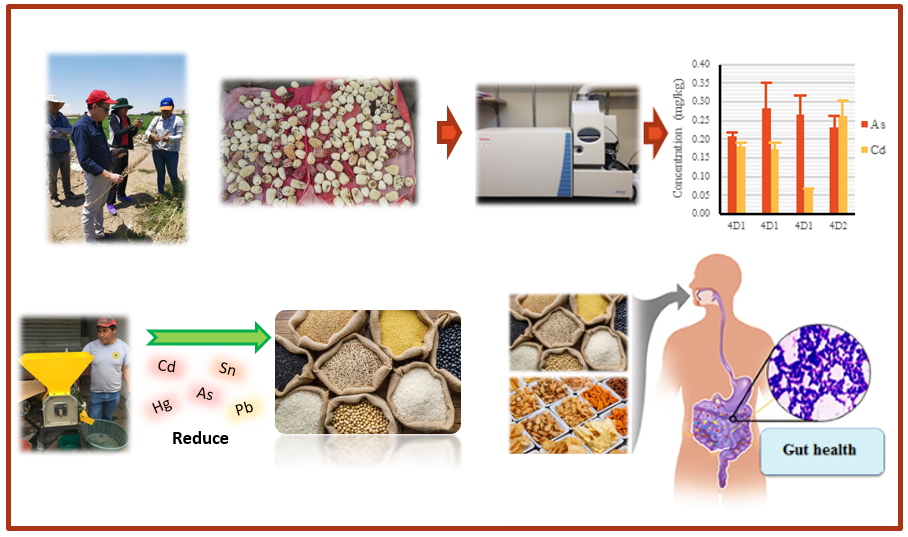 0.40
0.35
0.30
0.25
0.20
0.15
0.10
0.05
0.00
Concentration (mg/kg)
As
Cd
4D1 4D1 4D1 4D2
Cd Sn
Hg As Pb
Reduce
Gut health